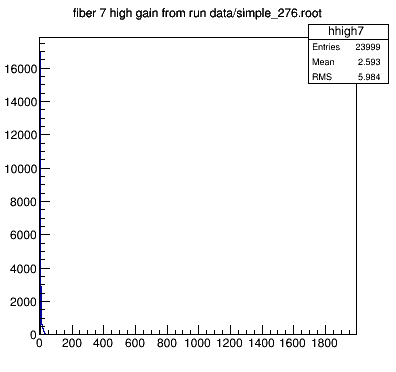 fiber 7 high gain from run data/simple_276.root
hhigh7
Entries 23999
Mean 2.593
RMS 5.984
16000
14000
12000
10000
8000
6000
4000
2000
0
0 200 400 600 800 1000 1200 1400 1600 1800